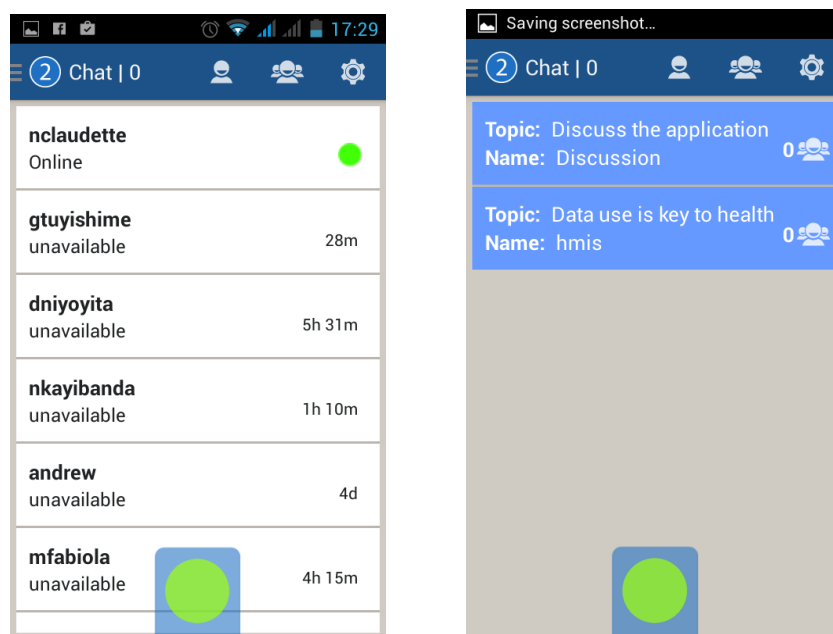 17:29
2 Chat | 0
nclaudette
Online
gtuyishime
unavailable
28m
dniyoyita
unavailable
5h 31m
nkayibanda
unavailable
1h 10m
andrew
unavailable
4d
mfabiola
unavailable
4h 15m
Saving screenshot...
2 Chat | 0
Topic: Discuss the application
Name: Discussion
0
Topic: Data use is key to health
Name: hmis
0